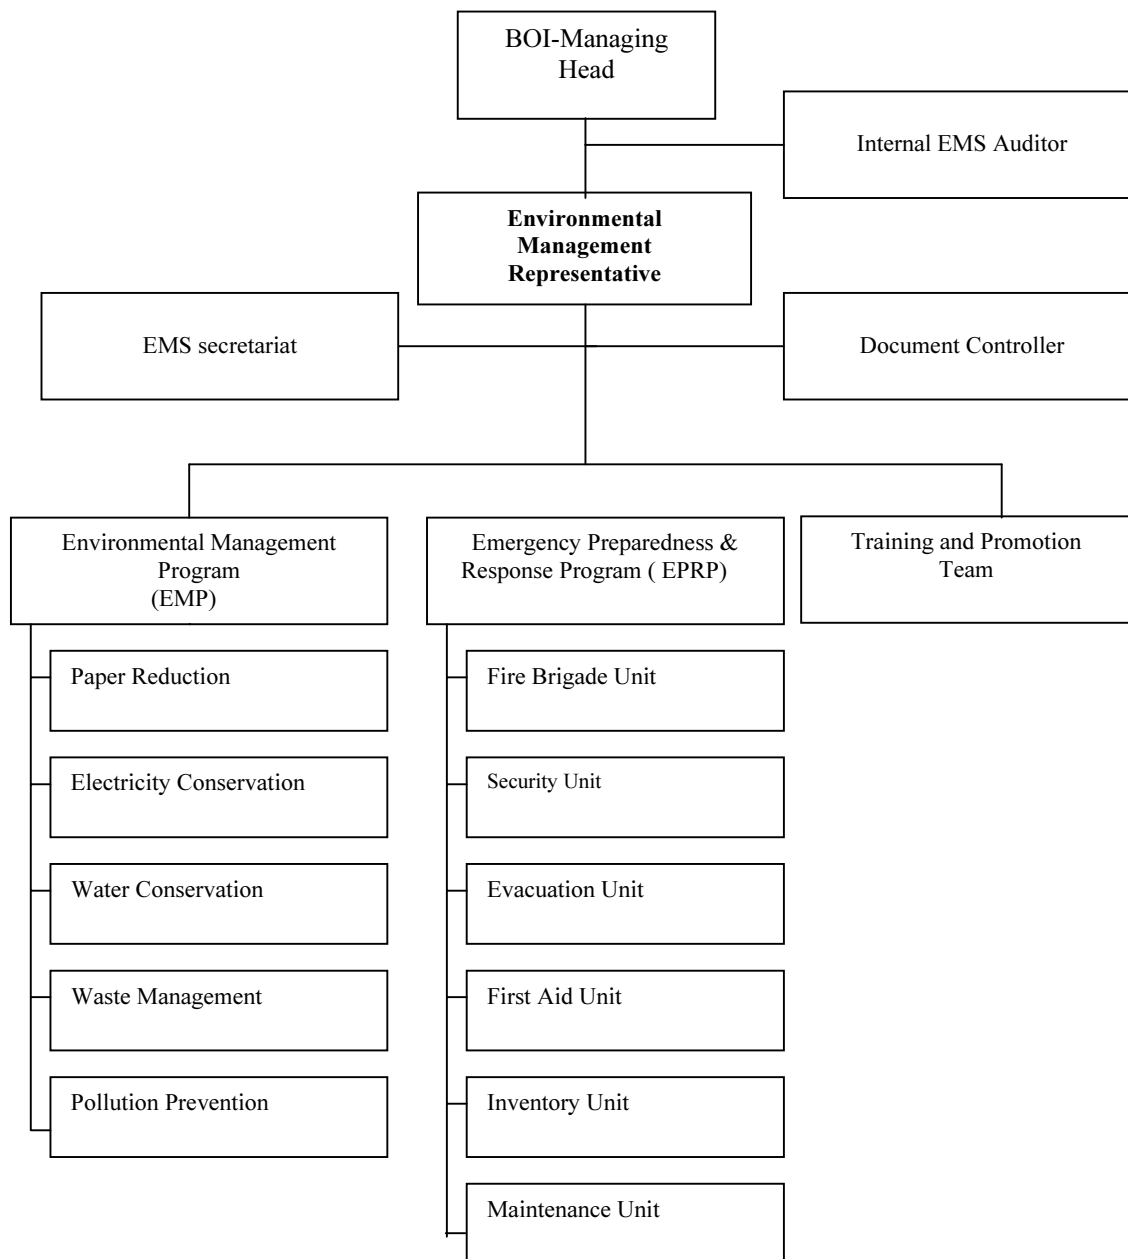 BOI-Managing
Head
Internal EMS Auditor
Environmental
Management
Representative
EMS secretariat
Document Controller
Environmental Management
Program
(EMP)
Emergency Preparedness &
Response Program ( EPRP)
Training and Promotion
Team
Paper Reduction
Electricity Conservation
Water Conservation
Waste Management
Pollution Prevention
Fire Brigade Unit
Security Unit
Evacuation Unit
First Aid Unit
Inventory Unit
Maintenance Unit